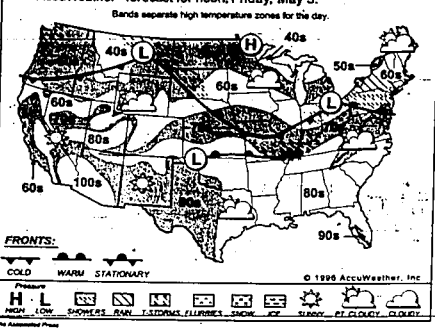 AccuWeather forecast for noon, Friday, May 3.
Bands separate high temperature zones for the day.
40s L H 40s
50s 60s
60s 60s L
80s
L
60s 100s 90s 80s
90s
FRONTS:
COLD WARM STATIONARY
© 1996 AccuWeather, Inc
Pressure
H L
HIGH LOW SHOWERS RAIN T-STORMS FLURRIES SNOW ICE SUNNY PT. CLOUDY CLOUDY
The Associated Press